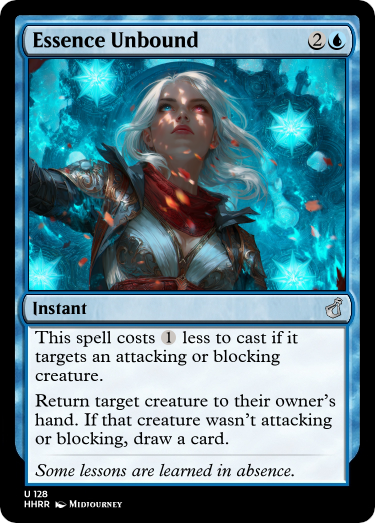 Essence Unbound 2
Instant
This spell costs 1 less to cast if it
targets an attacking or blocking
creature.
Return target creature to their owner's
hand. If that creature wasn't attacking
or blocking, draw a card.
Some lessons are learned in absence.
U 128
HHRR MIDJOURNEY